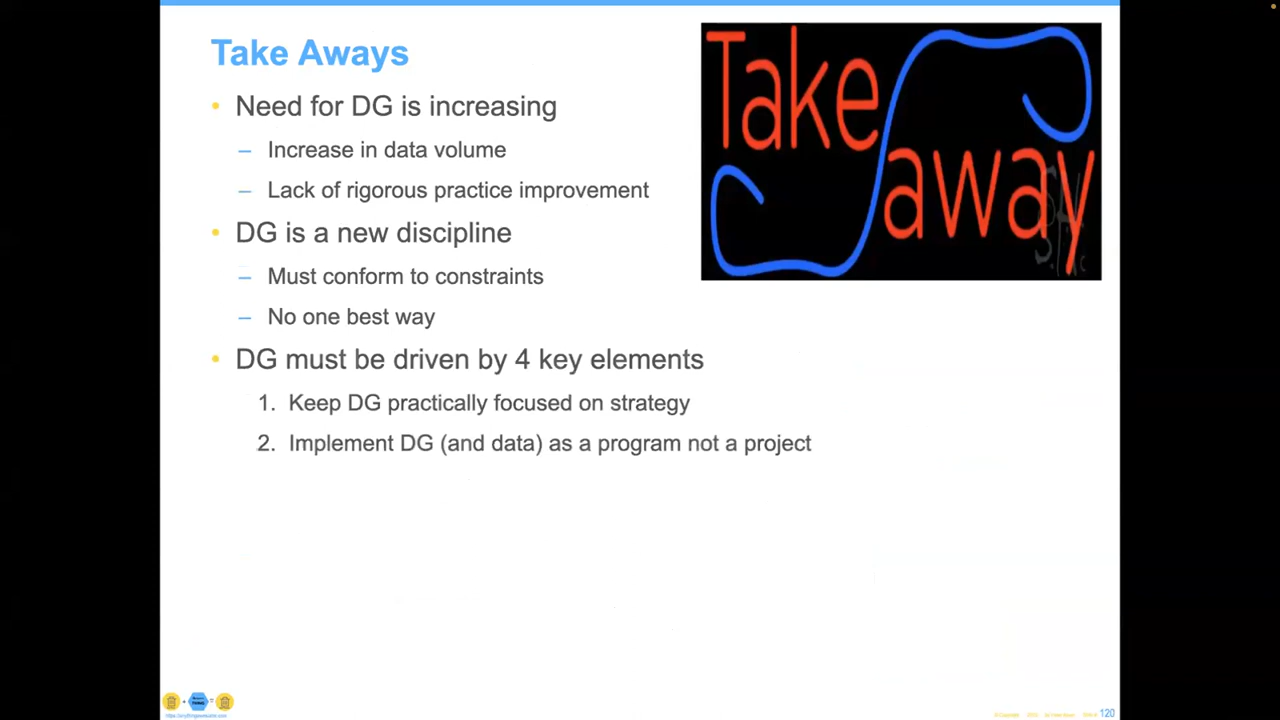 Take Aways
• Need for DG is increasing
– Increase in data volume
– Lack of rigorous practice improvement
• DG is a new discipline
– Must conform to constraints
– No one best way
• DG must be driven by 4 key elements
1. Keep DG practically focused on strategy
2. Implement DG (and data) as a program not a project
Take
away
120